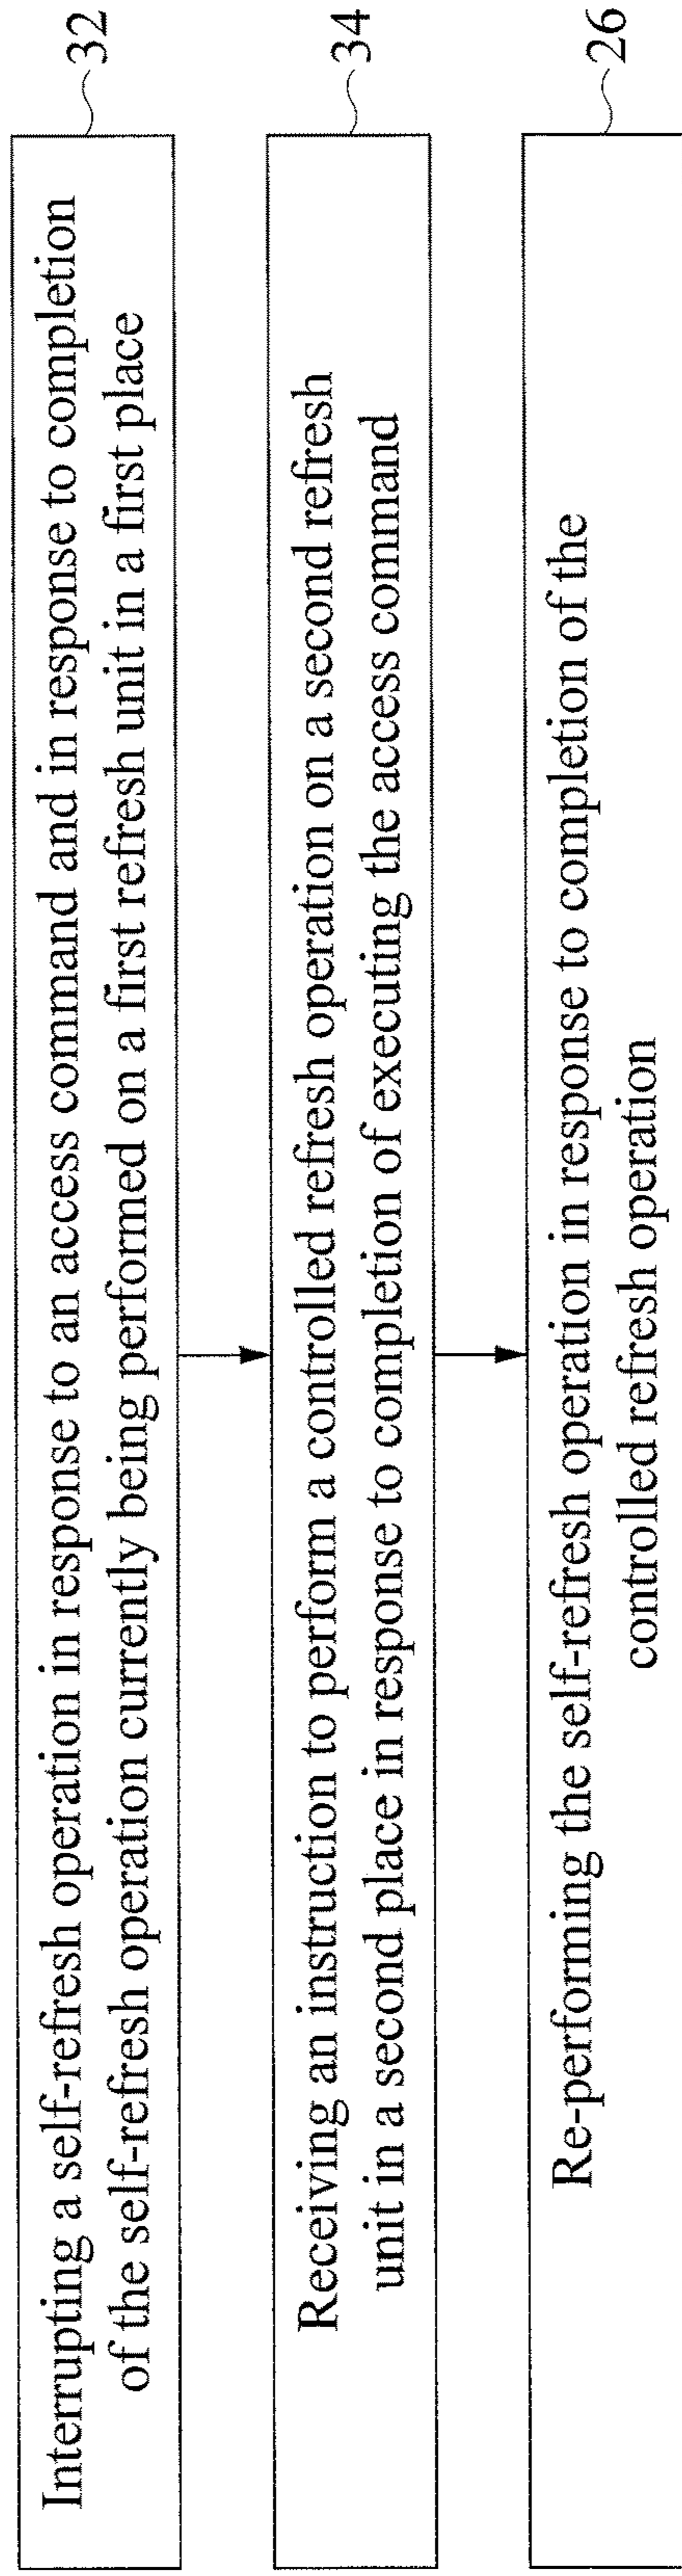 Interrupting a self-refresh operation in response to an access command and in response to completion
of the self-refresh operation currently being performed on a first refresh unit in a first place
32
Receiving an instruction to perform a controlled refresh operation on a second refresh
unit in a second place in response to completion of executing the access command
34
Re-performing the self-refresh operation in response to completion of the
controlled refresh operation
26